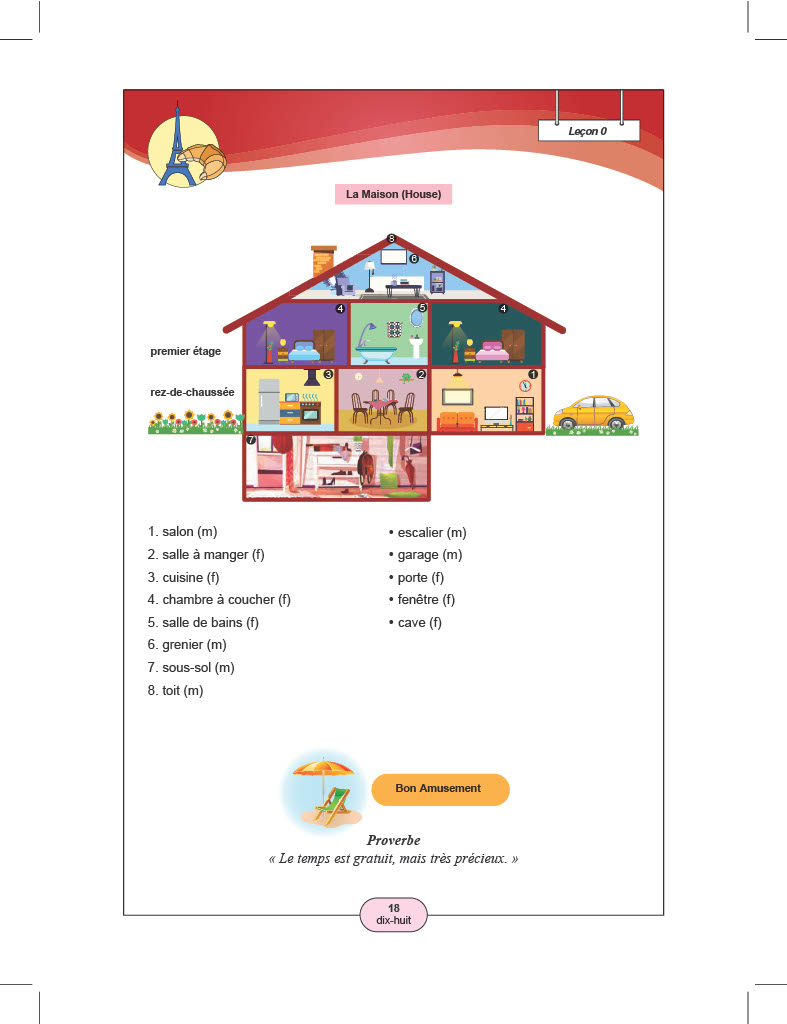 Leçon 0
La Maison (House)
8
6
4
5
4
premier étage
3
2
1
rez-de-chaussée
7
1. salon (m)
2. salle à manger (f)
3. cuisine (f)
4. chambre à coucher (f)
5. salle de bains (f)
6. grenier (m)
7. sous-sol (m)
8. toit (m)
• escalier (m)
• garage (m)
• porte (f)
• fenêtre (f)
• cave (f)
Bon Amusement
Proverbe
« Le temps est gratuit, mais très précieux. »
18
dix-huit